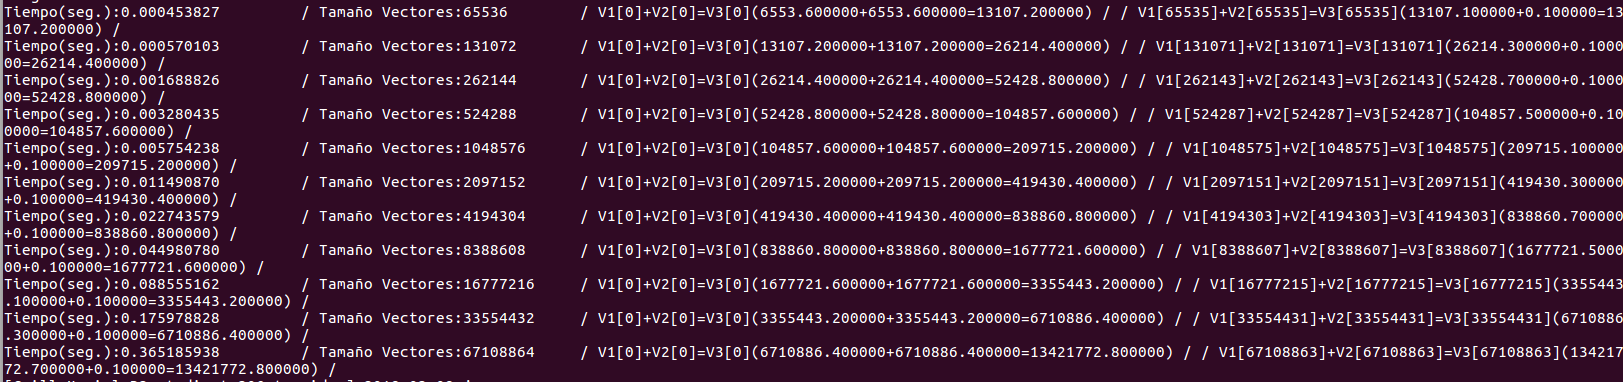 Tiempo(seg.):0.000453827 / Tamaño Vectores:65536 / V1[0]+V2[0]=V3[0](6553.600000+6553.600000=13107.200000) / / V1[65535]+V2[65535]=V3[65535](13107.100000+0.100000=13
107.200000) /
Tiempo(seg.):0.000570103 / Tamaño Vectores:131072 / V1[0]+V2[0]=V3[0](13107.200000+13107.200000=26214.400000) / / V1[131071]+V2[131071]=V3[131071](26214.300000+0.1000
00=26214.400000) /
Tiempo(seg.):0.001688826 / Tamaño Vectores:262144 / V1[0]+V2[0]=V3[0](26214.400000+26214.400000=52428.800000) / / V1[262143]+V2[262143]=V3[262143](52428.700000+0.1000
00=52428.800000) /
Tiempo(seg.):0.003280435 / Tamaño Vectores:524288 / V1[0]+V2[0]=V3[0](52428.800000+52428.800000=104857.600000) / / V1[524287]+V2[524287]=V3[524287](104857.500000+0.10
0000=104857.600000) /
Tiempo(seg.):0.005754238 / Tamaño Vectores:1048576 / V1[0]+V2[0]=V3[0](104857.600000+104857.600000=209715.200000) / / V1[1048575]+V2[1048575]=V3[1048575](209715.100000
+0.100000=209715.200000) /
Tiempo(seg.):0.011490870 / Tamaño Vectores:2097152 / V1[0]+V2[0]=V3[0](209715.200000+209715.200000=419430.400000) / / V1[2097151]+V2[2097151]=V3[2097151](419430.300000
+0.100000=419430.400000) /
Tiempo(seg.):0.022743579 / Tamaño Vectores:4194304 / V1[0]+V2[0]=V3[0](419430.400000+419430.400000=838860.800000) / / V1[4194303]+V2[4194303]=V3[4194303](838860.700000
+0.100000=838860.800000) /
Tiempo(seg.):0.044980780 / Tamaño Vectores:8388608 / V1[0]+V2[0]=V3[0](838860.800000+838860.800000=1677721.600000) / / V1[8388607]+V2[8388607]=V3[8388607](1677721.5000
00+0.100000=1677721.600000) /
Tiempo(seg.):0.088555162 / Tamaño Vectores:16777216 / V1[0]+V2[0]=V3[0](1677721.600000+1677721.600000=3355443.200000) / / V1[16777215]+V2[16777215]=V3[16777215](3355443
.100000+0.100000=3355443.200000) /
Tiempo(seg.):0.175978828 / Tamaño Vectores:33554432 / V1[0]+V2[0]=V3[0](3355443.200000+3355443.200000=6710886.400000) / / V1[33554431]+V2[33554431]=V3[33554431](6710886
.300000+0.100000=6710886.400000) /
Tiempo(seg.):0.365185938 / Tamaño Vectores:67108864 / V1[0]+V2[0]=V3[0](6710886.400000+6710886.400000=13421772.800000) / / V1[67108863]+V2[67108863]=V3[67108863](134217
72.700000+0.100000=13421772.800000) /